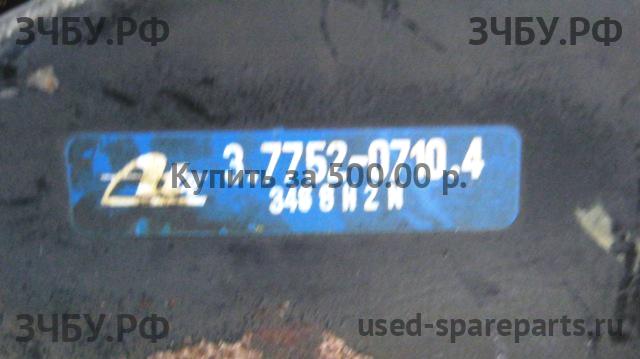 ЗЧБУ.РФ ЗЧБУ.РФ
3.7752-0710.4
Купить за 500.00 р.
ЗЧБУ.РФ used-spareparts.ru